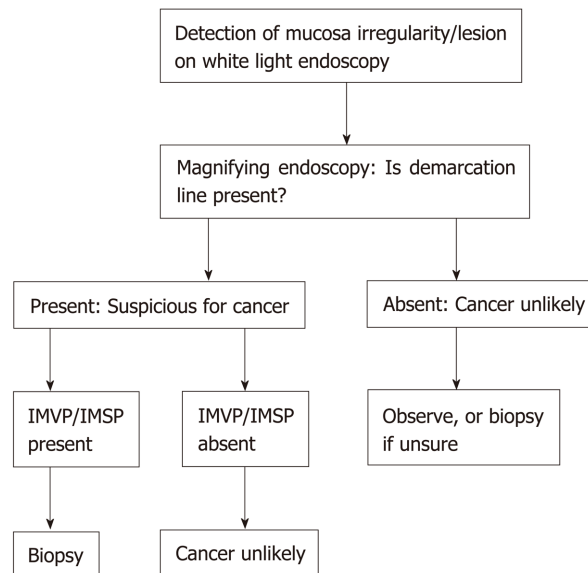 Detection of mucosa irregularity/lesion
on white light endoscopy
Magnifying endoscopy: Is demarcation
line present?
Present: Suspicious for cancer
Absent: Cancer unlikely
IMVP/IMSP
present
IMVP/IMSP
absent
Observe, or biopsy
if unsure
Biopsy
Cancer unlikely